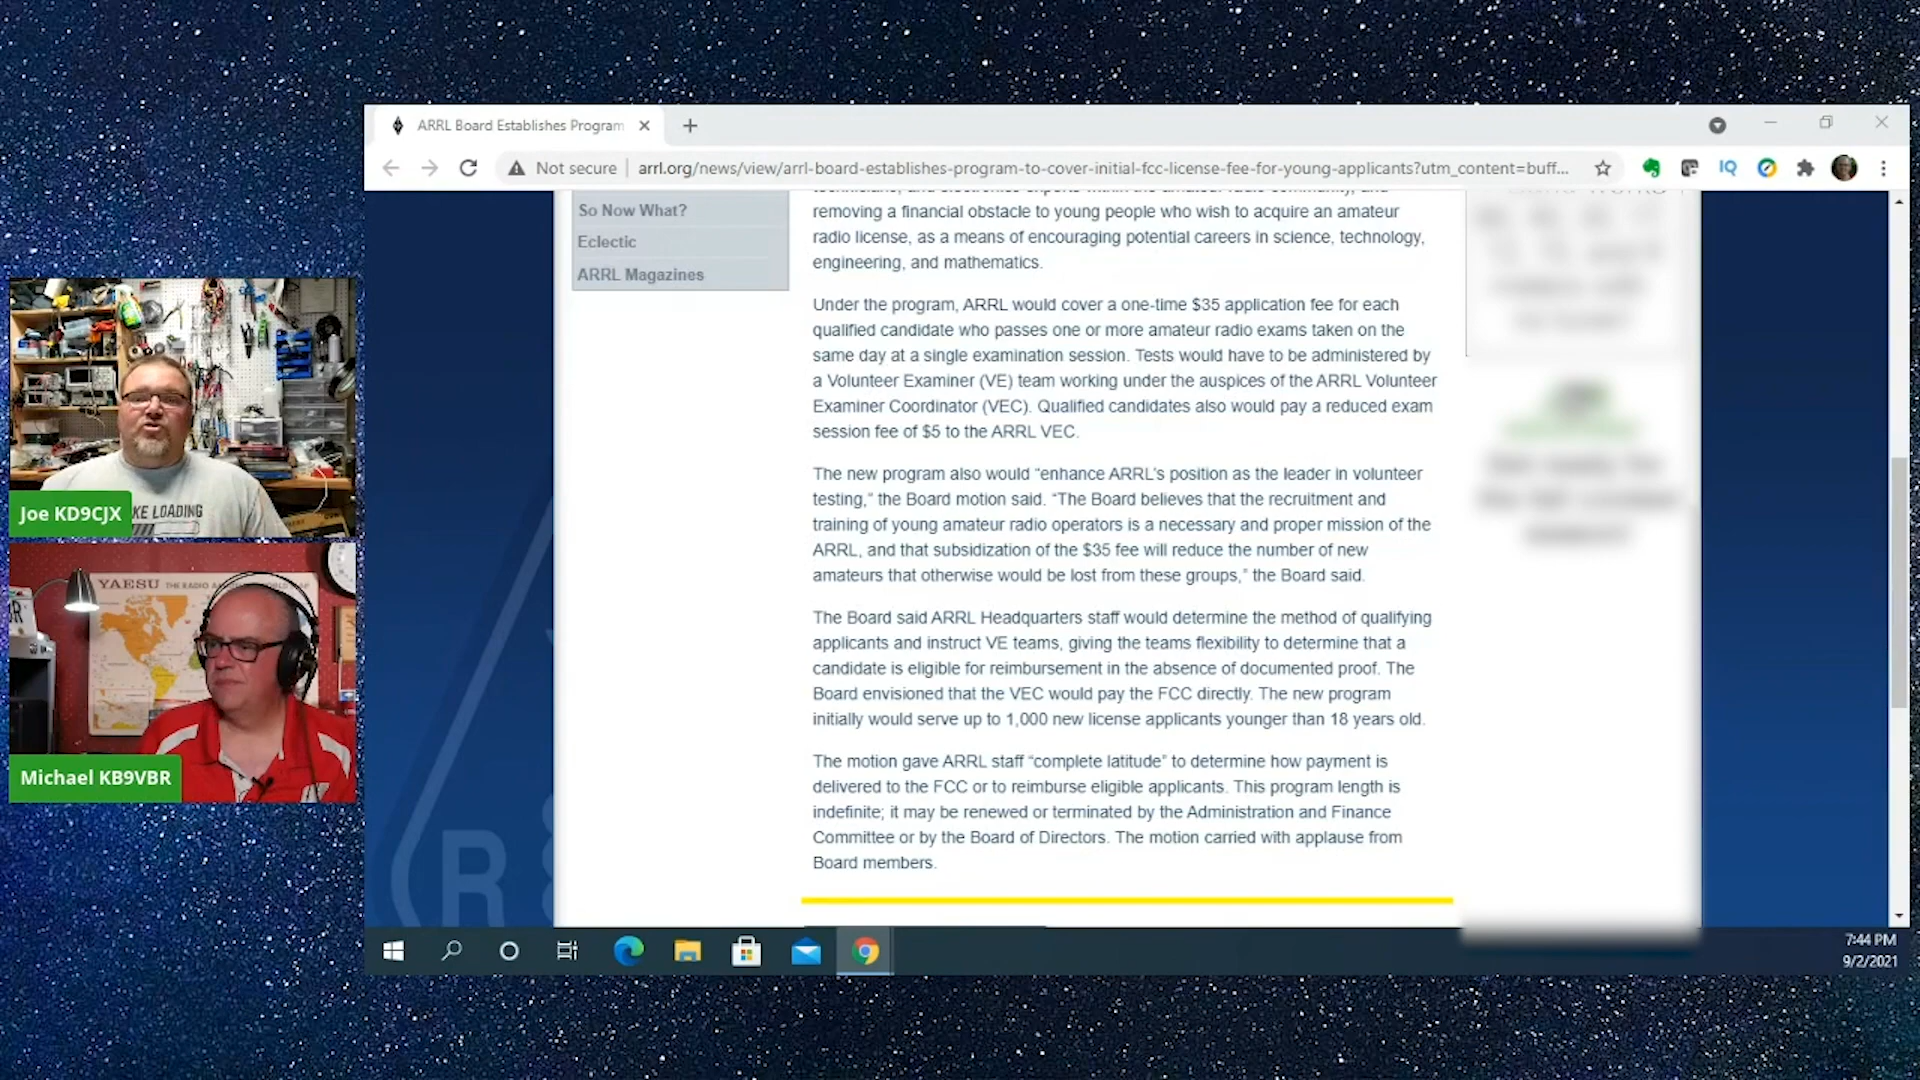 ARRL Board Establishes Program
Not secure
arrl.org/news/view/arrl-board-establishes-program-to-cover-initial-fcc-license-fee-for-young-applicants?utm_content=buff...
IQ
So Now What?
Eclectic
ARRL Magazines
removing a financial obstacle to young people who wish to acquire an amateur
radio license, as a means of encouraging potential careers in science, technology,
engineering, and mathematics.
Under the program, ARRL would cover a one-time $35 application fee for each
qualified candidate who passes one or more amateur radio exams taken on the
same day at a single examination session. Tests would have to be administered by
a Volunteer Examiner (VE) team working under the auspices of the ARRL Volunteer
Examiner Coordinator (VEC). Qualified candidates also would pay a reduced exam
session fee of $5 to the ARRL VEC.
The new program also would “enhance ARRL’s position as the leader in volunteer
testing,” the Board motion said. “The Board believes that the recruitment and
training of young amateur radio operators is a necessary and proper mission of the
ARRL, and that subsidization of the $35 fee will reduce the number of new
amateurs that otherwise would be lost from these groups,” the Board said.
The Board said ARRL Headquarters staff would determine the method of qualifying
applicants and instruct VE teams, giving the teams flexibility to determine that a
candidate is eligible for reimbursement in the absence of documented proof. The
Board envisioned that the VEC would pay the FCC directly. The new program
initially would serve up to 1,000 new license applicants younger than 18 years old.
The motion gave ARRL staff “complete latitude” to determine how payment is
delivered to the FCC or to reimburse eligible applicants. This program length is
indefinite; it may be renewed or terminated by the Administration and Finance
Committee or by the Board of Directors. The motion carried with applause from
Board members.
R
KE LOADING
Joe KD9CJX
YAESU THE RADIO
Michael KB9VBR
7:44 PM
9/2/2021